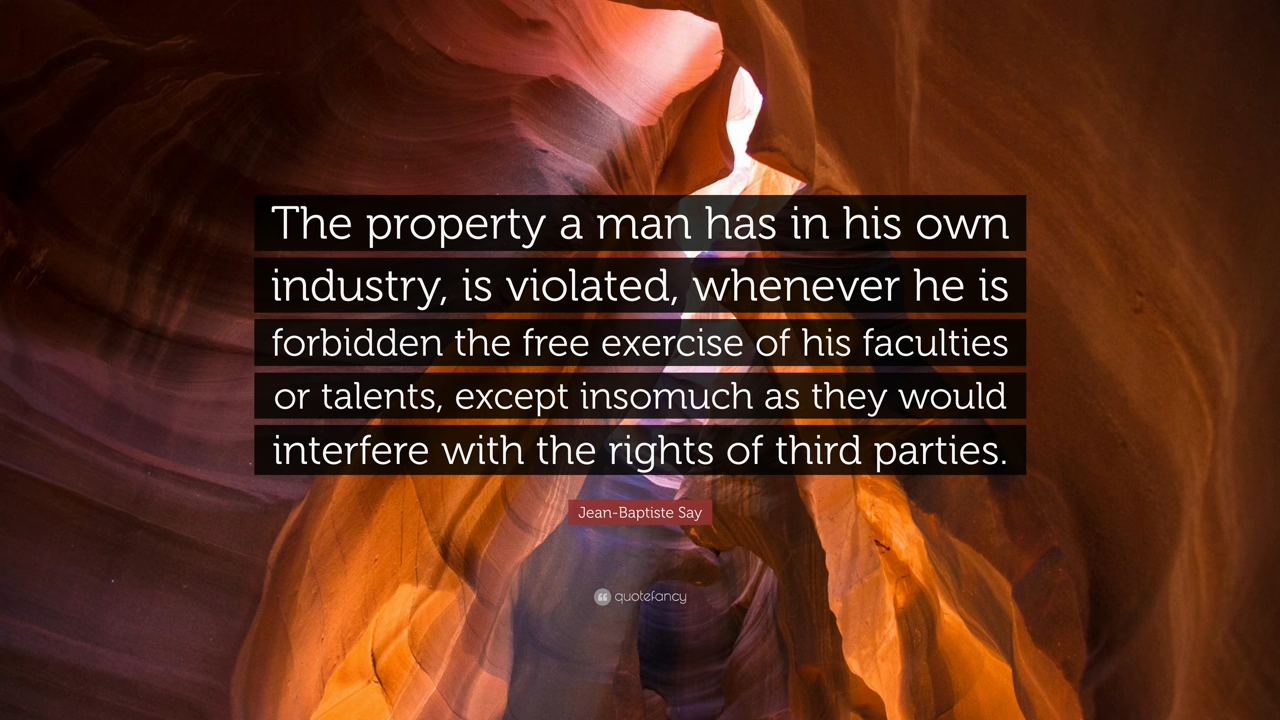 The property a man has in his own
industry, is violated, whenever he is
forbidden the free exercise of his faculties
or talents, except insomuch as they would
interfere with the rights of third parties.
Jean-Baptiste Say
quotefancy